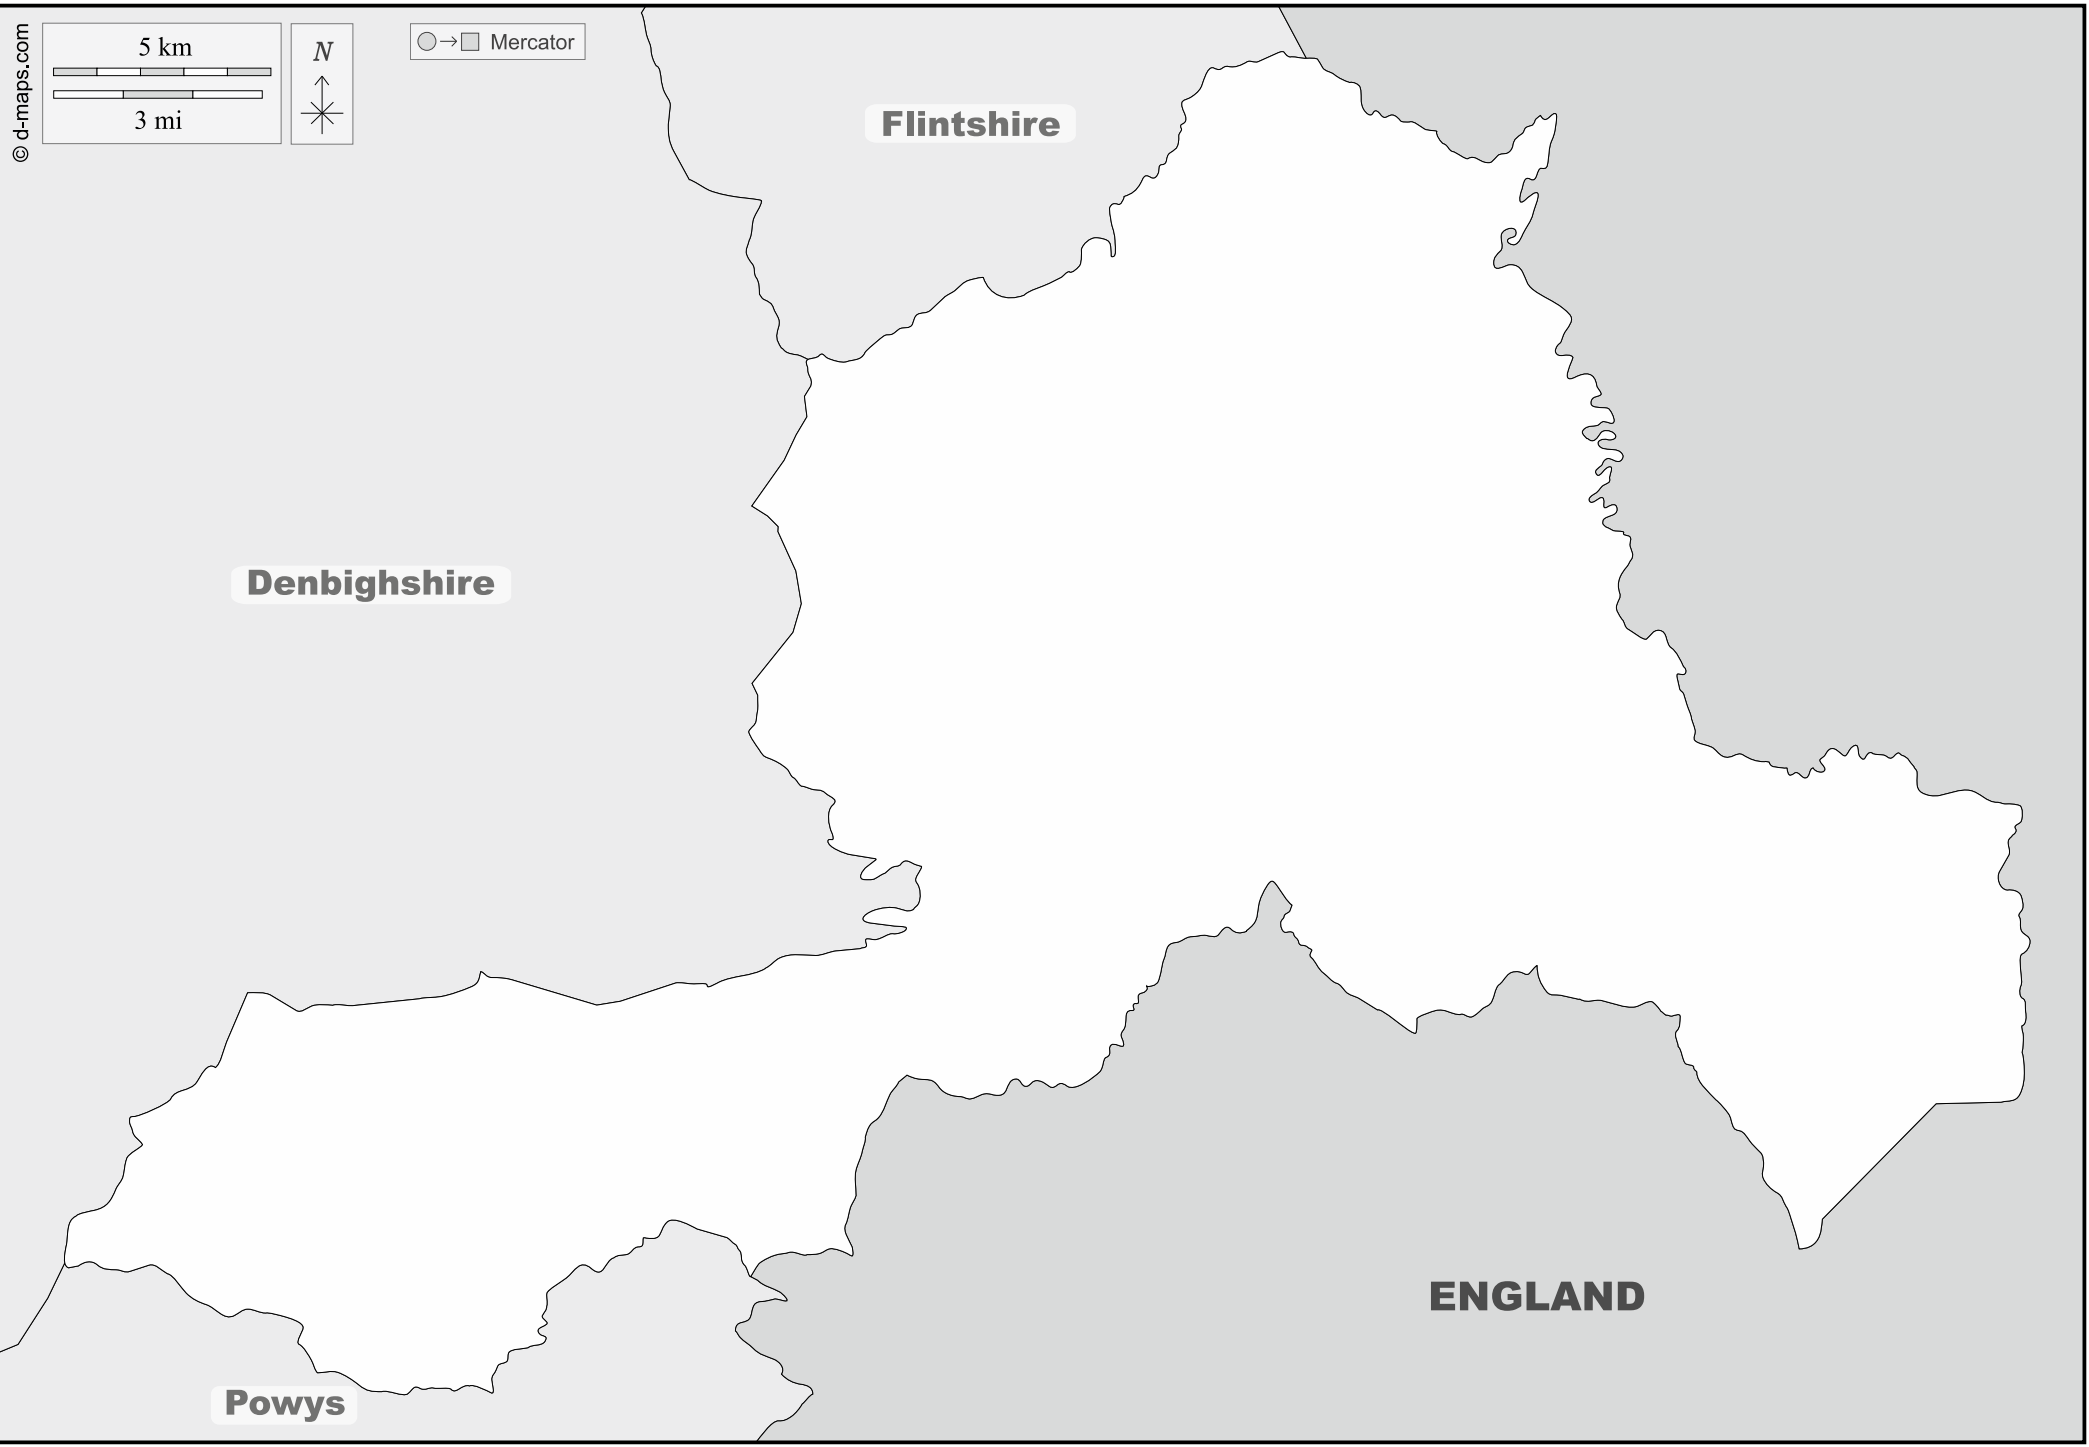 © d-maps.com
5 km
3 mi
N
Mercator
Flintshire
Denbighshire
ENGLAND
Powys